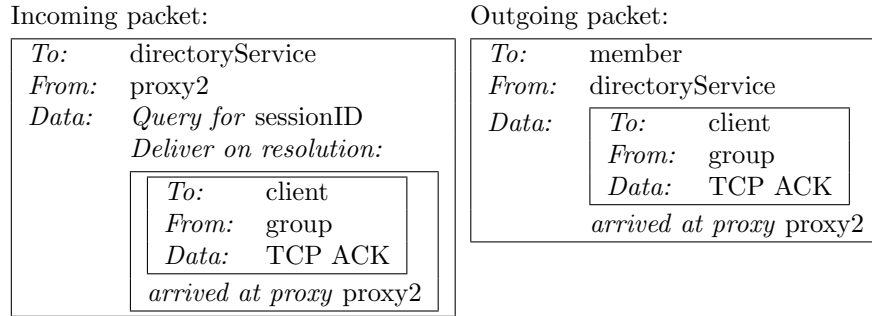 Incoming packet:
To: directoryService
From: proxy2
Data: Query for sessionID
Deliver on resolution:
To: client
From: group
Data: TCP ACK
arrived at proxy proxy2
Outgoing packet:
To: member
From: directoryService
Data:
To: client
From: group
Data: TCP ACK
arrived at proxy proxy2